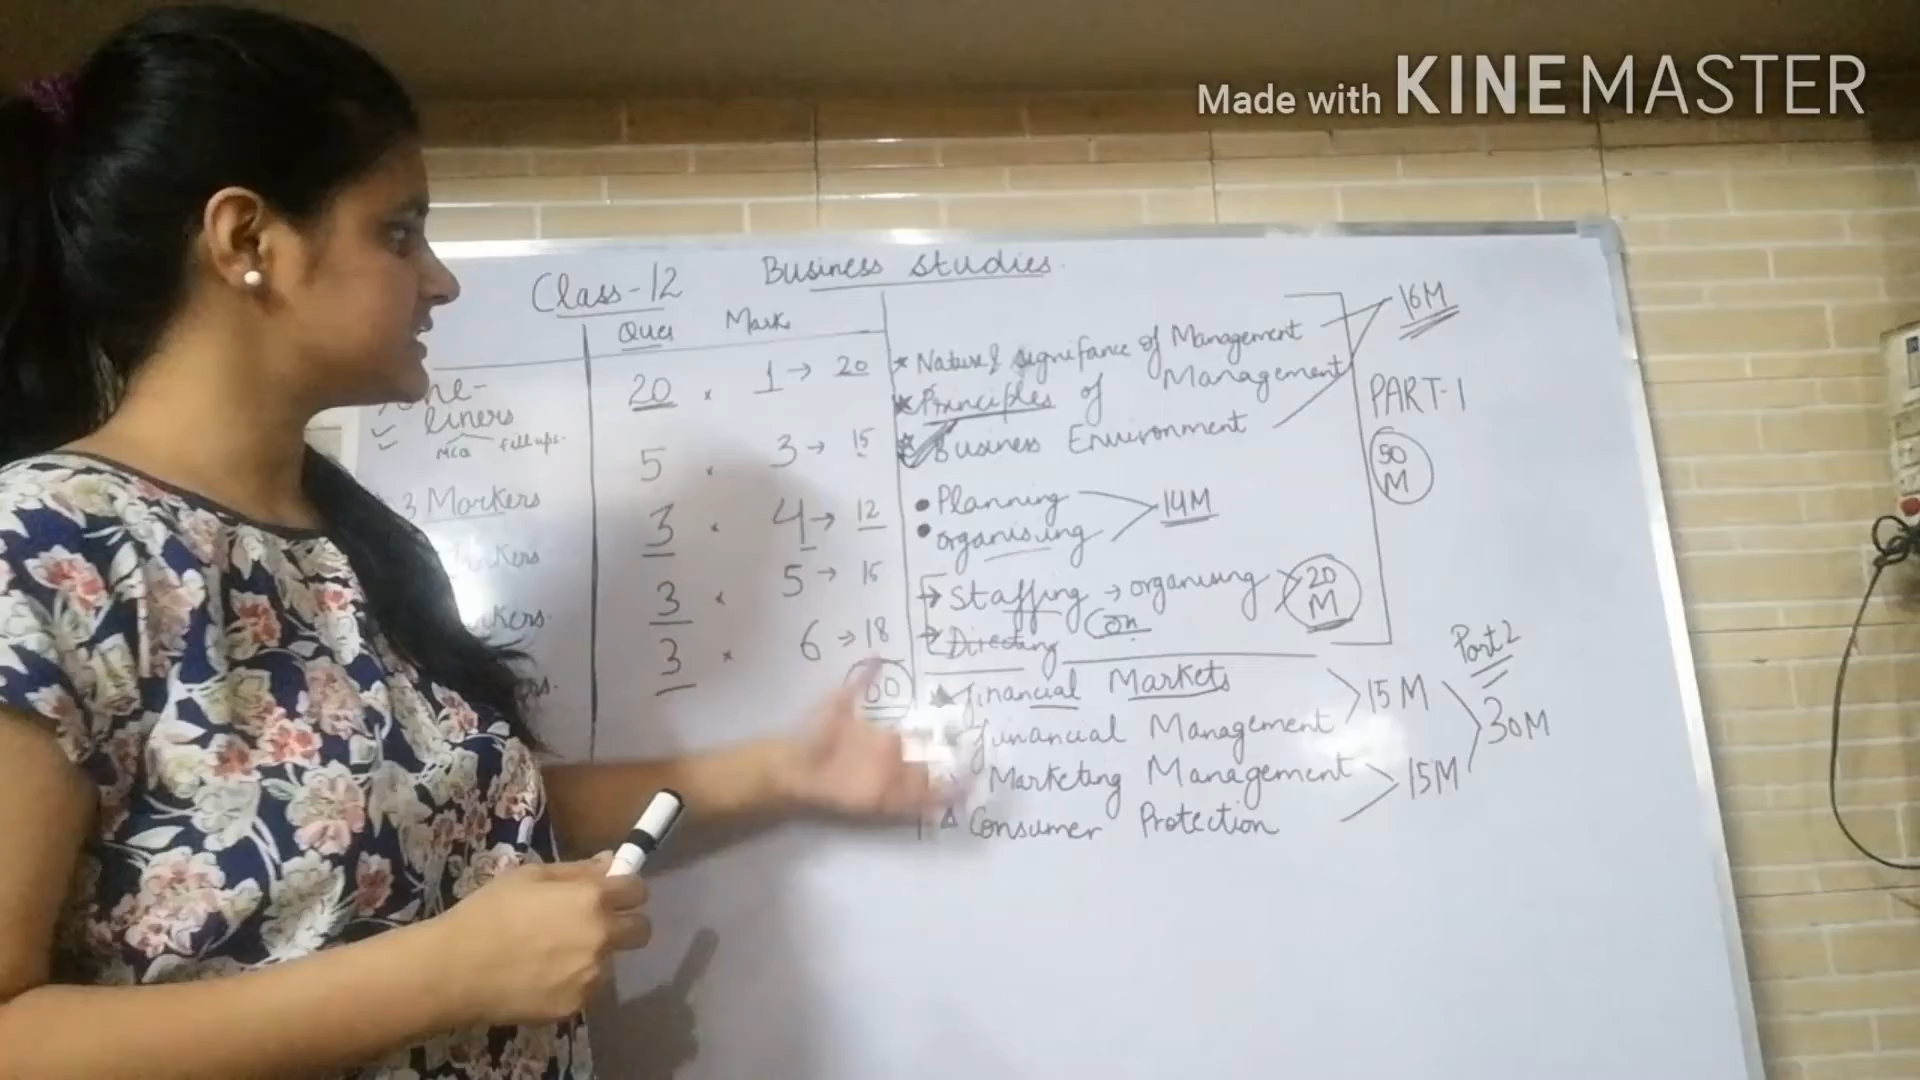 Made with KINEMASTER
Class-12 Business studies
Ques Mark
liners 20 × 1 → 20
MCQ fill ups.
5 × 3 → 15
3 Markers 3 × 4 → 12
3 × 5 → 15
3 × 6 → 18
* Nature & signifance of Management
* Principles of Management
* Business Environment
16M
• Planning
• organising
14M
→ Staffing → organising
→ Directing Con
20 M
PART-1
50 M
Financial Markets
Financial Management
15M
Marketing Management
Consumer Protection
15M
Part 2
30M